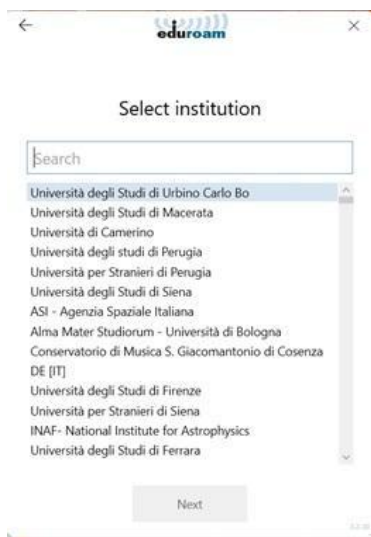 eduroam
Select institution
Search
Università degli Studi di Urbino Carlo Bo
Università degli Studi di Macerata
Università di Camerino
Università degli studi di Perugia
Università per Stranieri di Perugia
Università degli Studi di Siena
ASI - Agenzia Spaziale Italiana
Alma Mater Studiorum - Università di Bologna
Conservatorio di Musica S. Giacomantonio di Cosenza
DE [IT]
Università degli Studi di Firenze
Università per Stranieri di Siena
INAF- National Institute for Astrophysics
Università degli Studi di Ferrara
Next